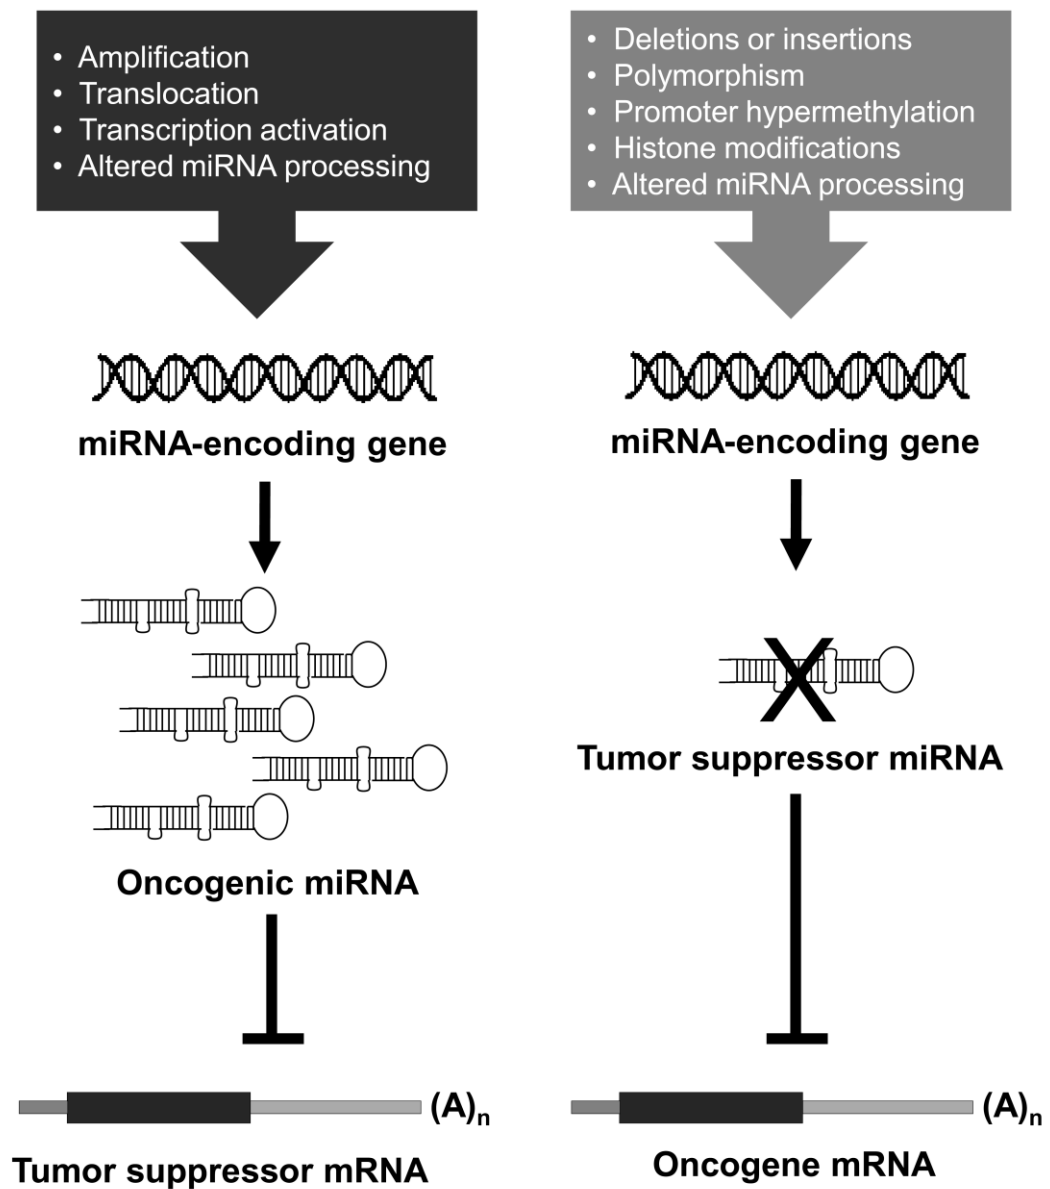 • Amplification
• Translocation
• Transcription activation
• Altered miRNA processing
• Deletions or insertions
• Polymorphism
• Promoter hypermethylation
• Histone modifications
• Altered miRNA processing
miRNA-encoding gene
miRNA-encoding gene
Oncogenic miRNA
Tumor suppressor miRNA
(A)n
Tumor suppressor mRNA
(A)n
Oncogene mRNA